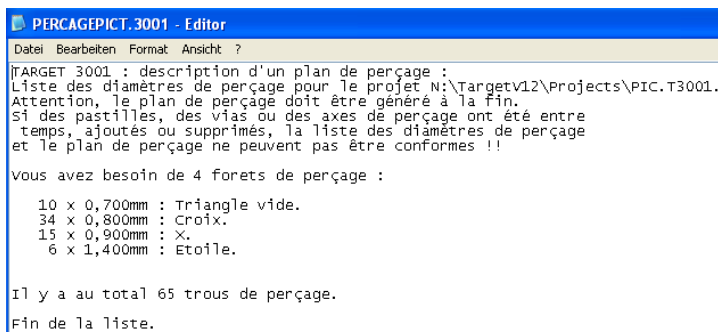 PERCAGEPICT.3001 - Editor
Datei Bearbeiten Format Ansicht ?
TARGET 3001 : description d'un plan de perçage :
Liste des diamètres de perçage pour le projet N:\TargetV12\Projects\PIC.T3001.
Attention, le plan de perçage doit être généré à la fin.
Si des pastilles, des vias ou des axes de perçage ont été entre
temps, ajoutés ou supprimés, la liste des diamètres de perçage
et le plan de perçage ne peuvent pas être conformes !!
Vous avez besoin de 4 forets de perçage :
10 x 0,700mm : Triangle vide.
34 x 0,800mm : Croix.
15 x 0,900mm : X.
6 x 1,400mm : Etoile.
Il y a au total 65 trous de perçage.
Fin de la liste.